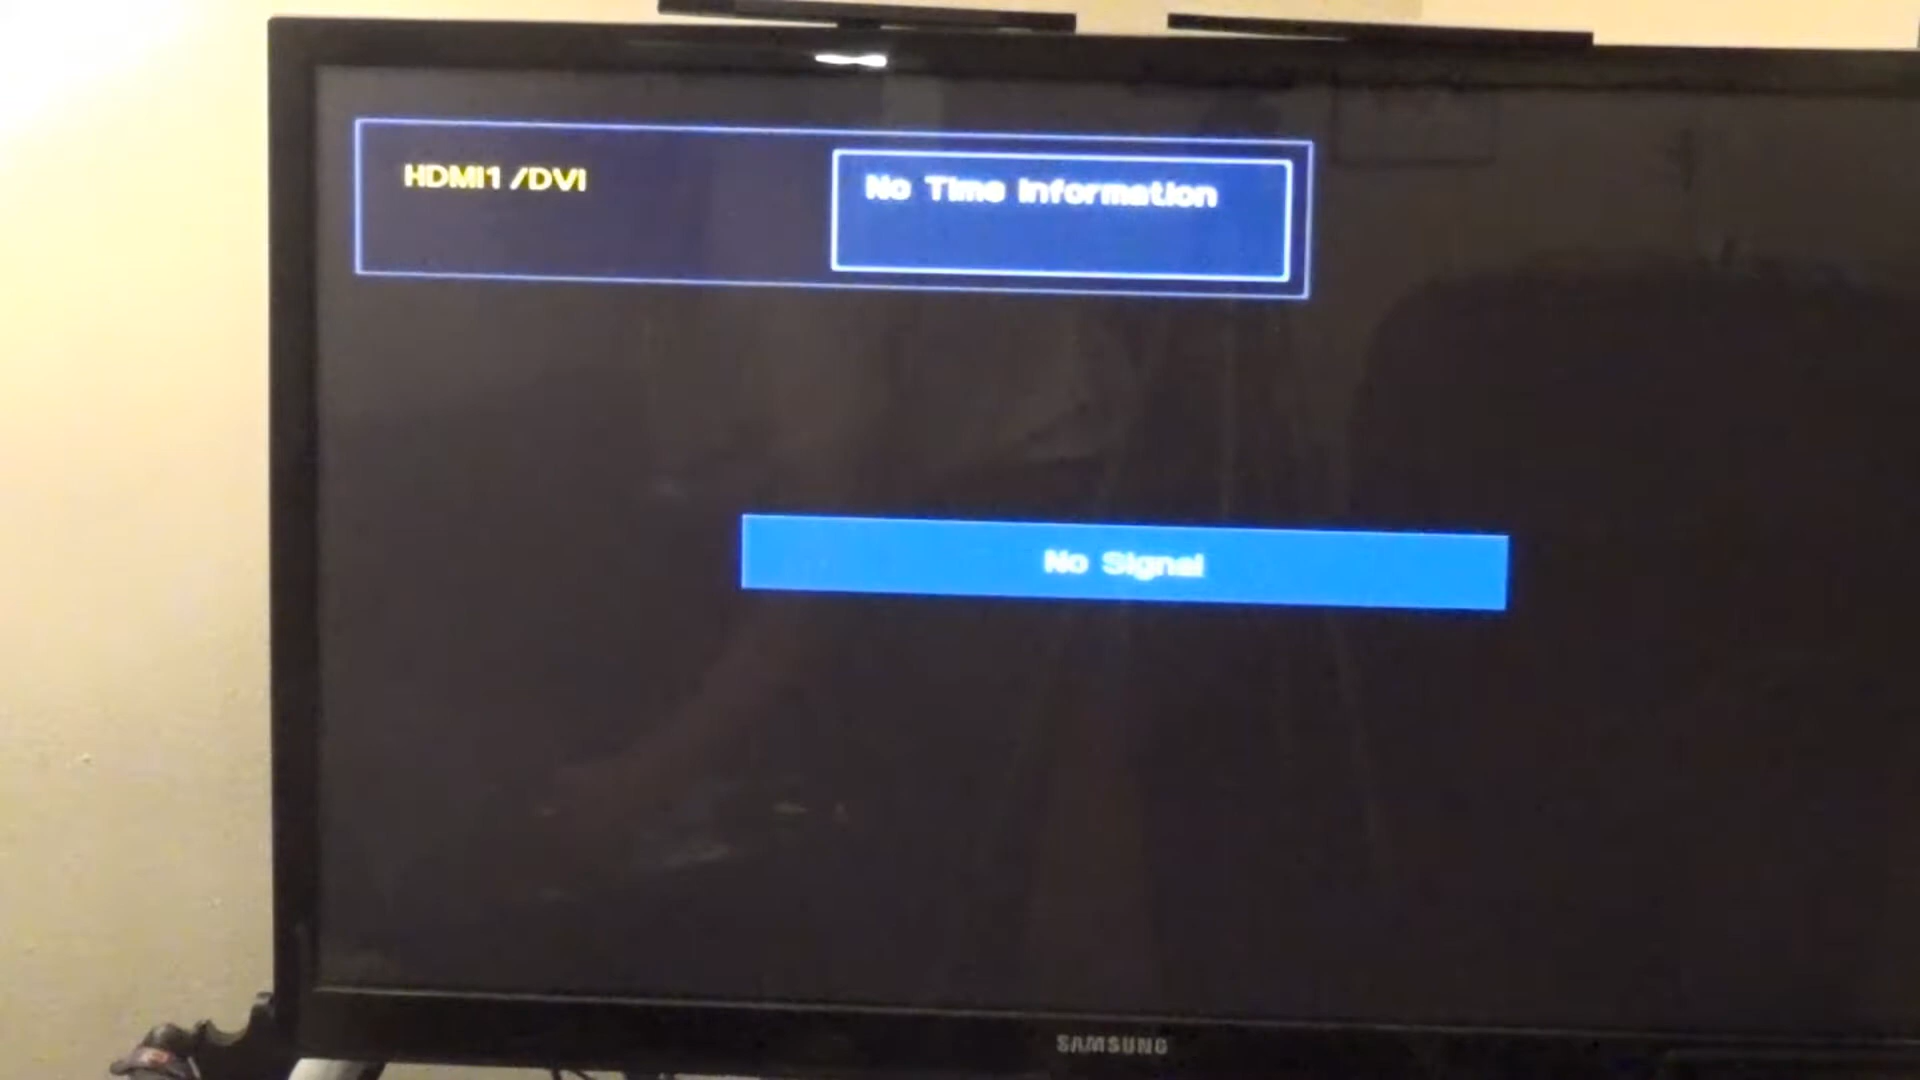 HDMI1/DVI
No Time Information
No Signal
SAMSUNG